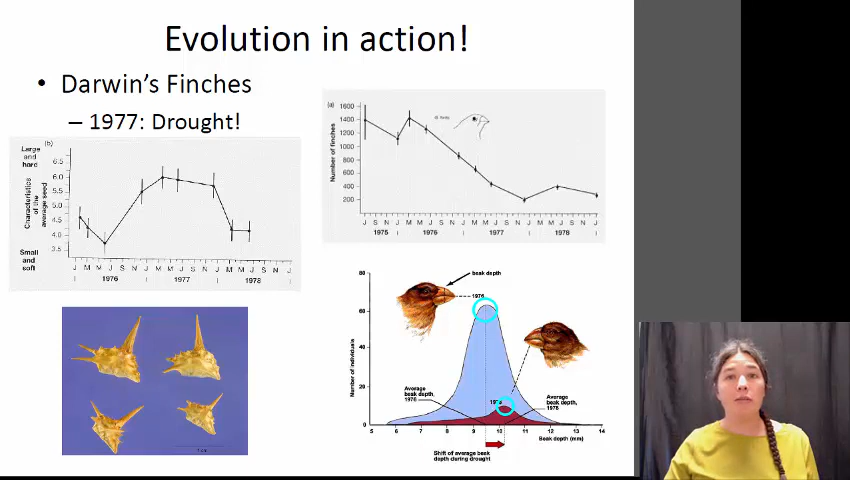 Evolution in action!
• Darwin's Finches
– 1977: Drought!
(b)
Large and hard
Characteristics of the average seed
Small and soft
6.5
6.0
5.5
5.0
4.5
4.0
3.5
J M M J S N J M M J S N J M M J S N J
1976 1977 1978
(a)
Number of finches
1600
1400
1200
1000
800
600
400
200
J S N J M M J S N J M M J S N J M M J S N J
1975 1976 1977 1978
Number of individuals
80
60
40
20
0
beak depth
1976
Average
beak depth,
1976
Average
beak depth,
1978
5 6 7 8 9 10 11 12 13 14
Beak depth (mm)
Shift of average beak
depth during drought